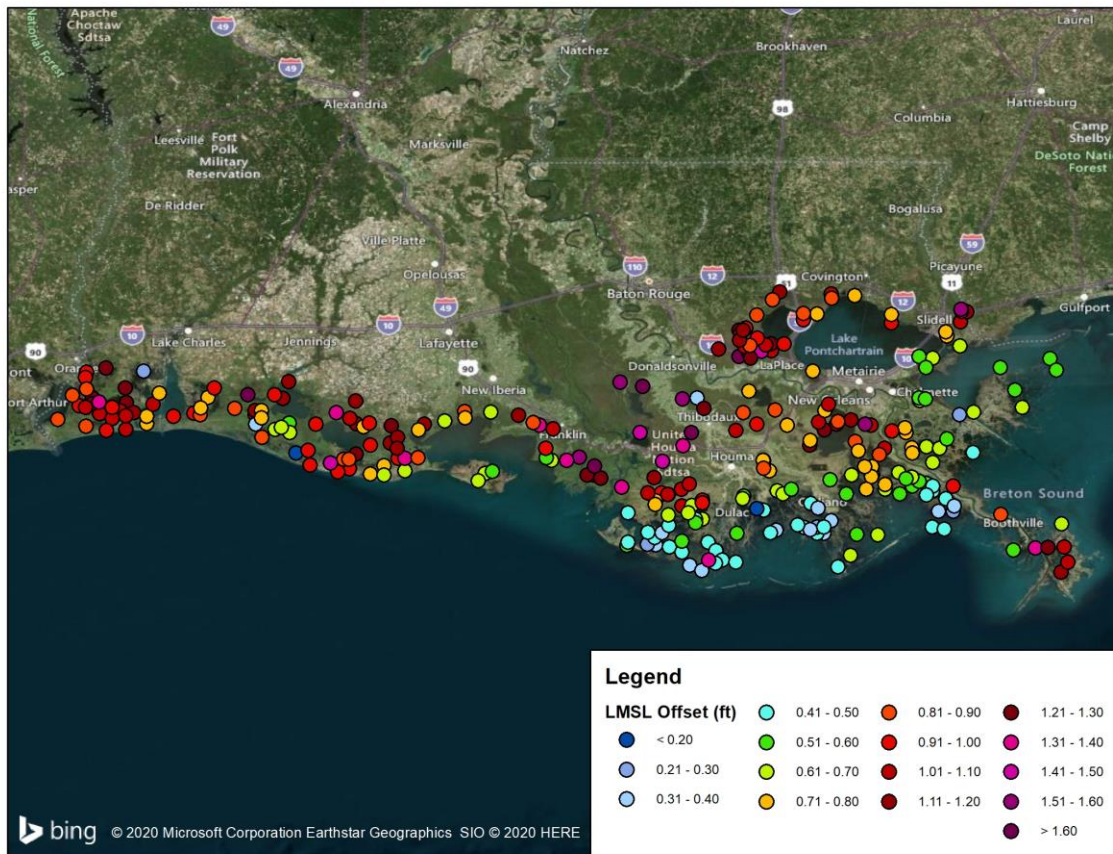 Apache
Choctaw
Sdtsa
National Forest
49
Natchez
Brookhaven
Laurel
49
Alexandria
98
Hattiesburg
Leesville
Fort
Polk
Military
Reservation
Marksville
Columbia
Camp
Shelby
DeSoto Nati
Forest
asper
De Ridder
Bogalusa
Ville Platte
59
Opelousas
110
12
Covington
Picayune
Baton Rouge
51
11
49
12
Gulfport
10
Slidell
10
Lake
Pontchartrain
90
Lake Charles
Jennings
Lafayette
10
Donaldsonville
LaPlace
Metairie
90
New Iberia
New Orleans
Thibodaux
Franklin
United
Houma
Nation
Sdtsa
Houma
Breton Sound
Dulac
Boothville
Legend
LMSL Offset (ft)
< 0.20
0.21 - 0.30
0.31 - 0.40
0.41 - 0.50
0.51 - 0.60
0.61 - 0.70
0.71 - 0.80
0.81 - 0.90
0.91 - 1.00
1.01 - 1.10
1.11 - 1.20
1.21 - 1.30
1.31 - 1.40
1.41 - 1.50
1.51 - 1.60
> 1.60
bing © 2020 Microsoft Corporation Earthstar Geographics SIO © 2020 HERE